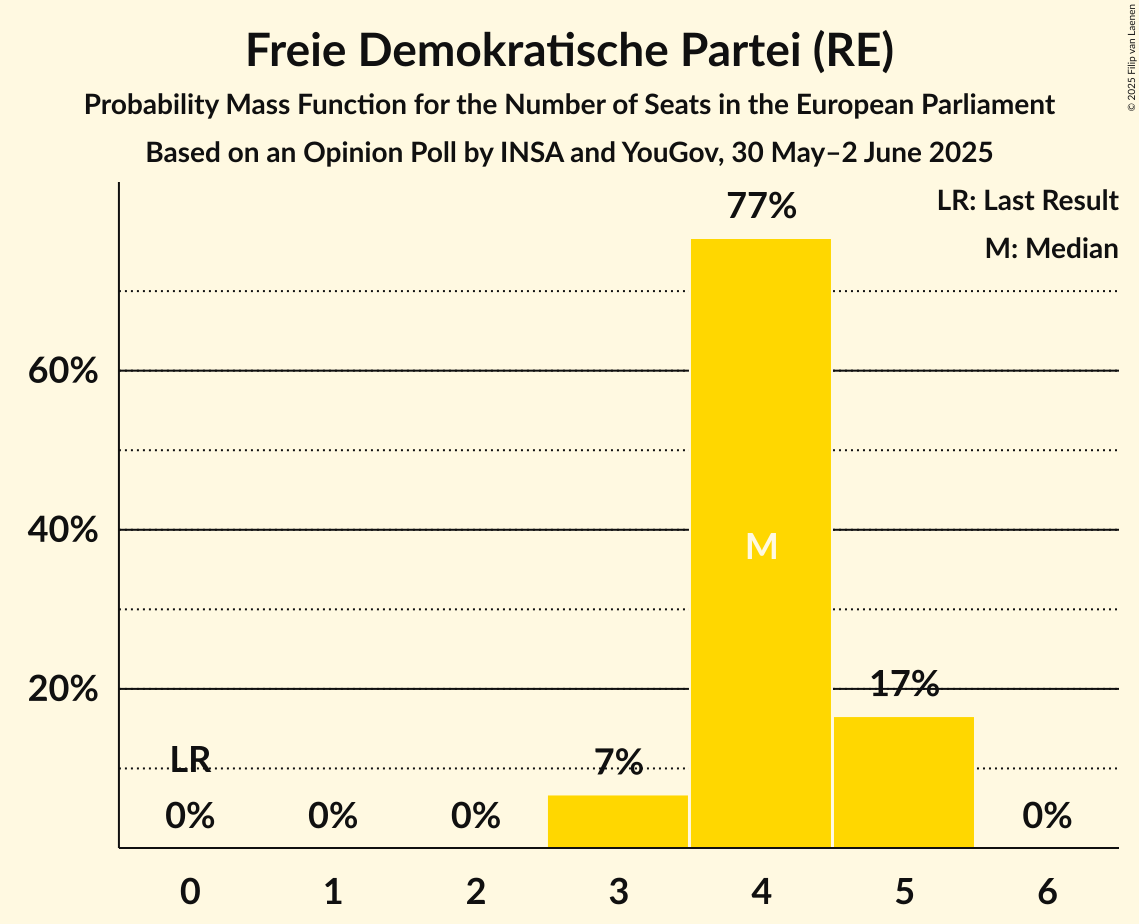 Freie Demokratische Partei (RE)
Probability Mass Function for the Number of Seats in the European Parliament
Based on an Opinion Poll by INSA and YouGov, 30 May–2 June 2025
© 2025 Filip van Laenen
LR: Last Result
M: Median
77%
60%
40%
M
20%
17%
LR
7%
0%
0%
0%
0%
0
1
2
3
4
5
6